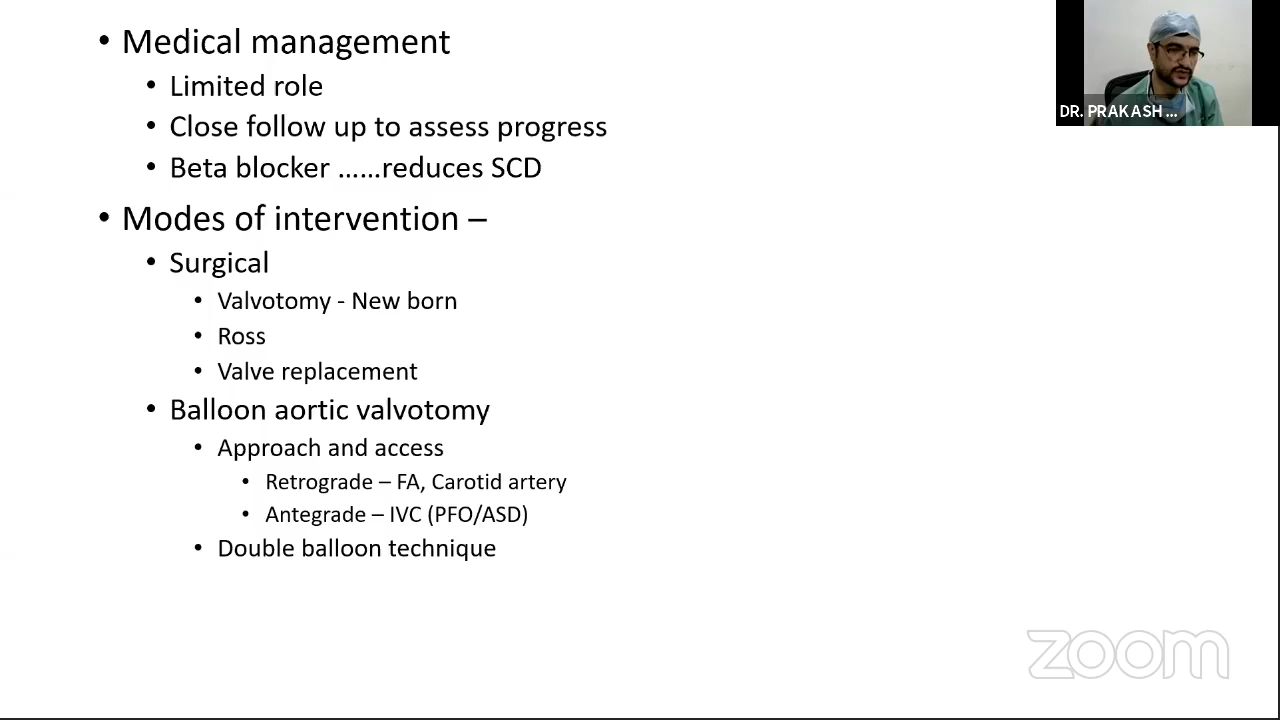 • Medical management
• Limited role
• Close follow up to assess progress
• Beta blocker ……reduces SCD
• Modes of intervention –
• Surgical
• Valvotomy - New born
• Ross
• Valve replacement
• Balloon aortic valvotomy
• Approach and access
• Retrograde – FA, Carotid artery
• Antegrade – IVC (PFO/ASD)
• Double balloon technique
DR. PRAKASH ...
zoom